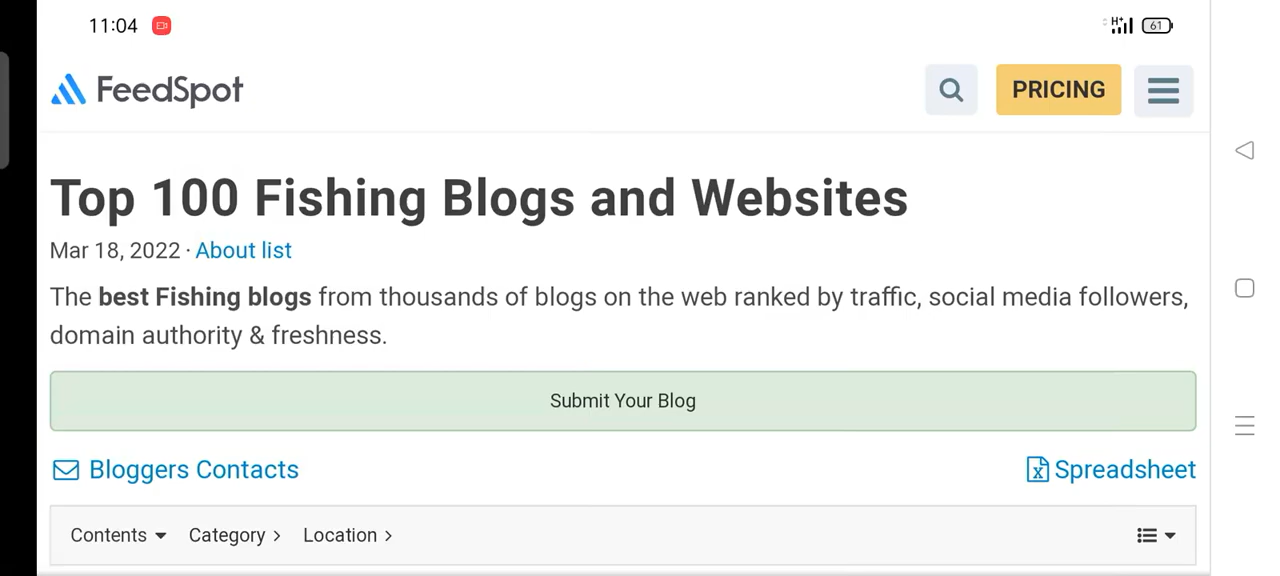 11:04
H+ 61
FeedSpot
PRICING
Top 100 Fishing Blogs and Websites
Mar 18, 2022 · About list
The best Fishing blogs from thousands of blogs on the web ranked by traffic, social media followers,
domain authority & freshness.
Submit Your Blog
Bloggers Contacts
Spreadsheet
Contents Category > Location >